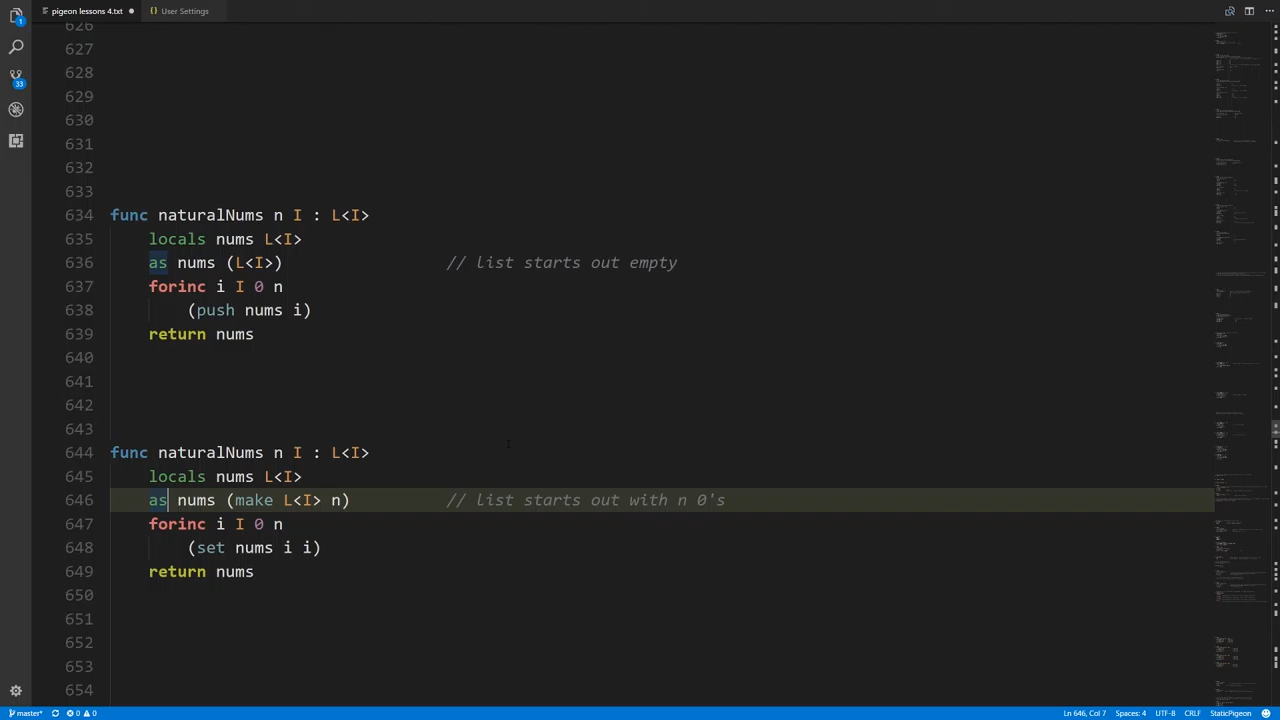 pigeon lessons 4.txt
User Settings
1
33
626
627
628
629
630
631
632
633
634 func naturalNums n I : L<I>
635 locals nums L<I>
636 as nums (L<I>) // list starts out empty
637 forinc i I 0 n
638 (push nums i)
639 return nums
640
641
642
643
644 func naturalNums n I : L<I>
645 locals nums L<I>
646 as nums (make L<I> n) // list starts out with n 0's
647 forinc i I 0 n
648 (set nums i i)
649 return nums
650
651
652
653
654
master* 0 0 Ln 646, Col 7 Spaces: 4 UTF-8 CRLF StaticPigeon